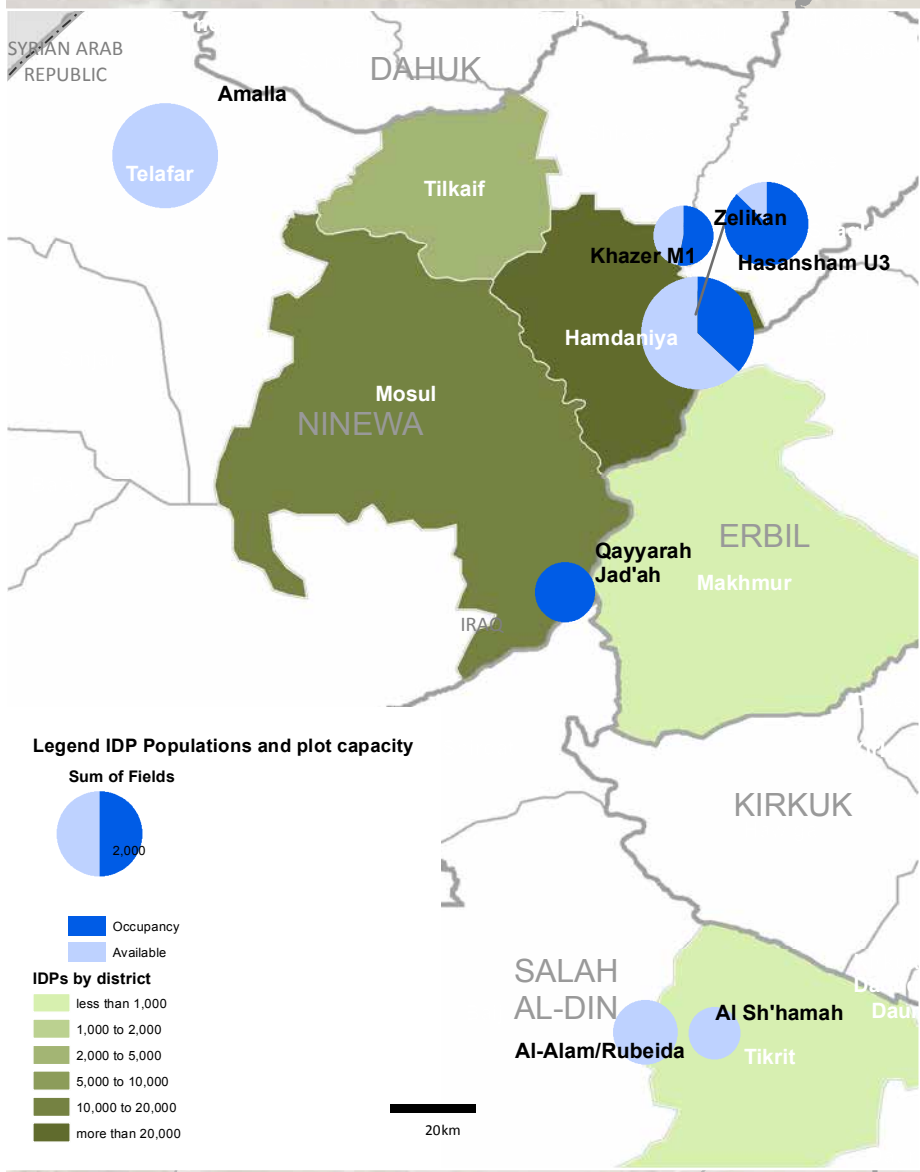 SYRIAN ARAB
REPUBLIC
DAHUK
Amalla
Telafar
Tilkaif
Zelikan
Khazer M1
Hasansham U3
Hamdaniya
Mosul
NINEWA
ERBIL
Qayyarah
Jad'ah
Makhmur
IRAQ
Legend IDP Populations and plot capacity
Sum of Fields
2,000
KIRKUK
Occupancy
Available
IDPs by district
less than 1,000
1,000 to 2,000
2,000 to 5,000
5,000 to 10,000
10,000 to 20,000
more than 20,000
SALAH
AL-DIN
Al Sh'hamah
Al-Alam/Rubeida
Tikrit
20km